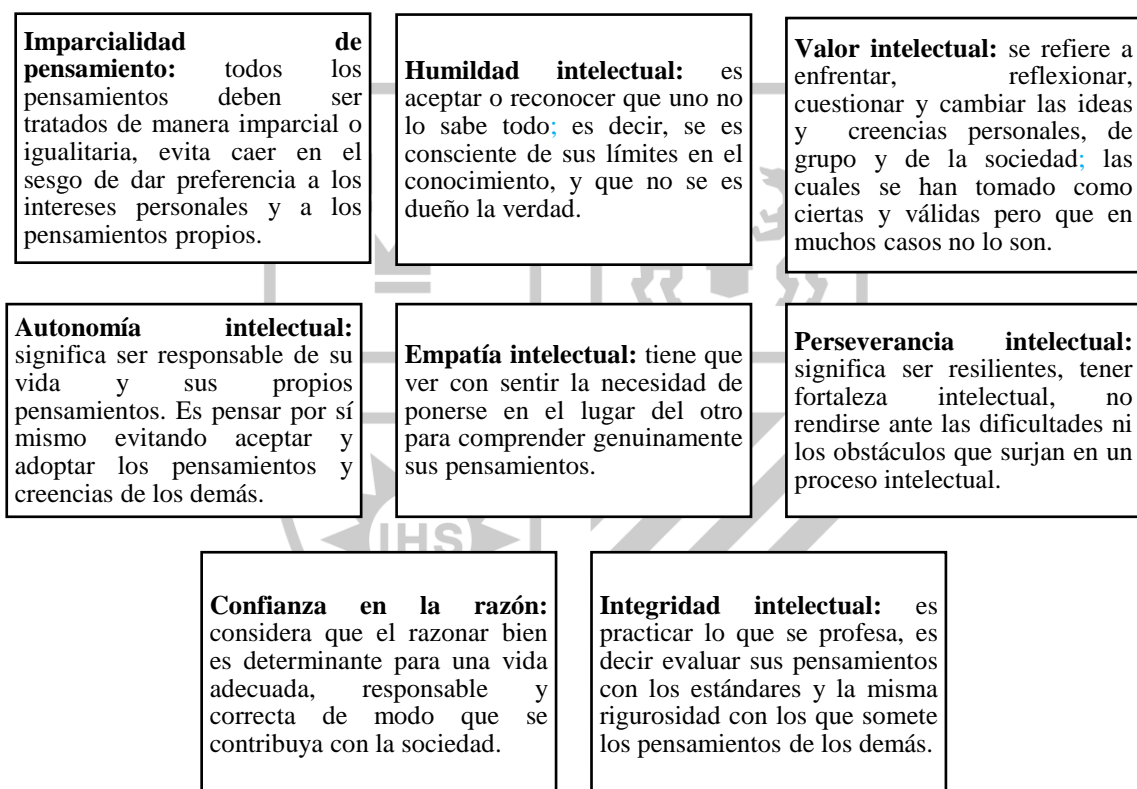 Imparcialidad de
pensamiento: todos los
pensamientos deben ser
tratados de manera imparcial o
igualitaria, evita caer en el
sesgo de dar preferencia a los
intereses personales y a los
pensamientos propios.
Humildad intelectual: es
aceptar o reconocer que uno no
lo sabe todo; es decir, se es
consciente de sus límites en el
conocimiento, y que no se es
dueño la verdad.
Valor intelectual: se refiere a
enfrentar, reflexionar,
cuestionar y cambiar las ideas
y creencias personales, de
grupo y de la sociedad; las
cuales se han tomado como
ciertas y válidas pero que en
muchos casos no lo son.
Autonomía intelectual:
significa ser responsable de su
vida y sus propios
pensamientos. Es pensar por sí
mismo evitando aceptar y
adoptar los pensamientos y
creencias de los demás.
Empatía intelectual: tiene que
ver con sentir la necesidad de
ponerse en el lugar del otro
para comprender genuinamente
sus pensamientos.
Perseverancia intelectual:
significa ser resilientes, tener
fortaleza intelectual, no
rendirse ante las dificultades ni
los obstáculos que surjan en un
proceso intelectual.
IHS
Confianza en la razón:
considera que el razonar bien
es determinante para una vida
adecuada, responsable y
correcta de modo que se
contribuya con la sociedad.
Integridad intelectual: es
practicar lo que se profesa, es
decir evaluar sus pensamientos
con los estándares y la misma
rigurosidad con los que somete
los pensamientos de los demás.